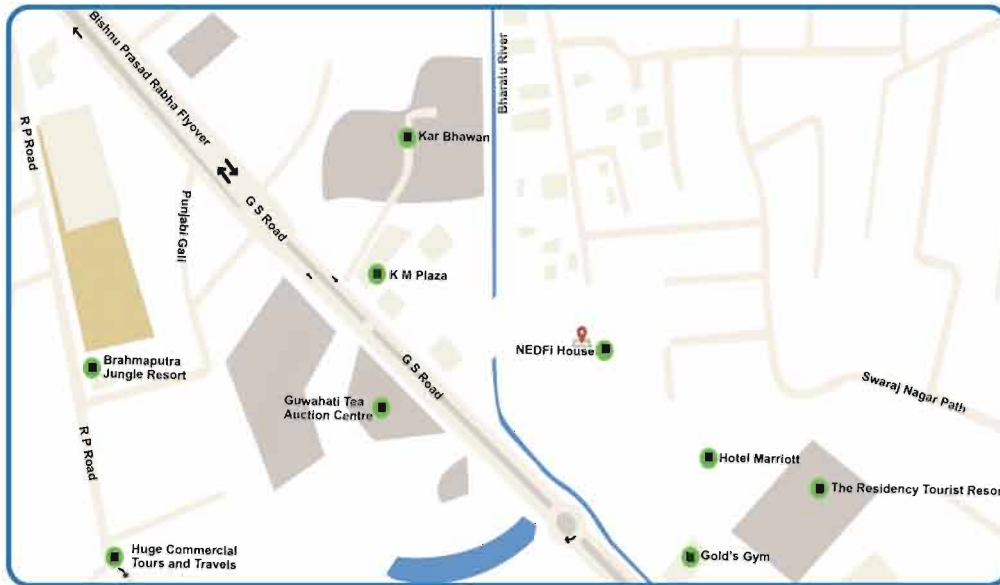 Bishnu Prasad Rabha Flyover
Bharalu River
R P Road
Kar Bhawan
Punjabi Gali
G S Road
K M Plaza
NEDFi House
Brahmaputra
Jungle Resort
G S Road
Swaraj Nagar Path
Guwahati Tea
Auction Centre
R P Road
Hotel Marriott
The Residency Tourist Resor
Huge Commercial
Tours and Travels
Gold's Gym